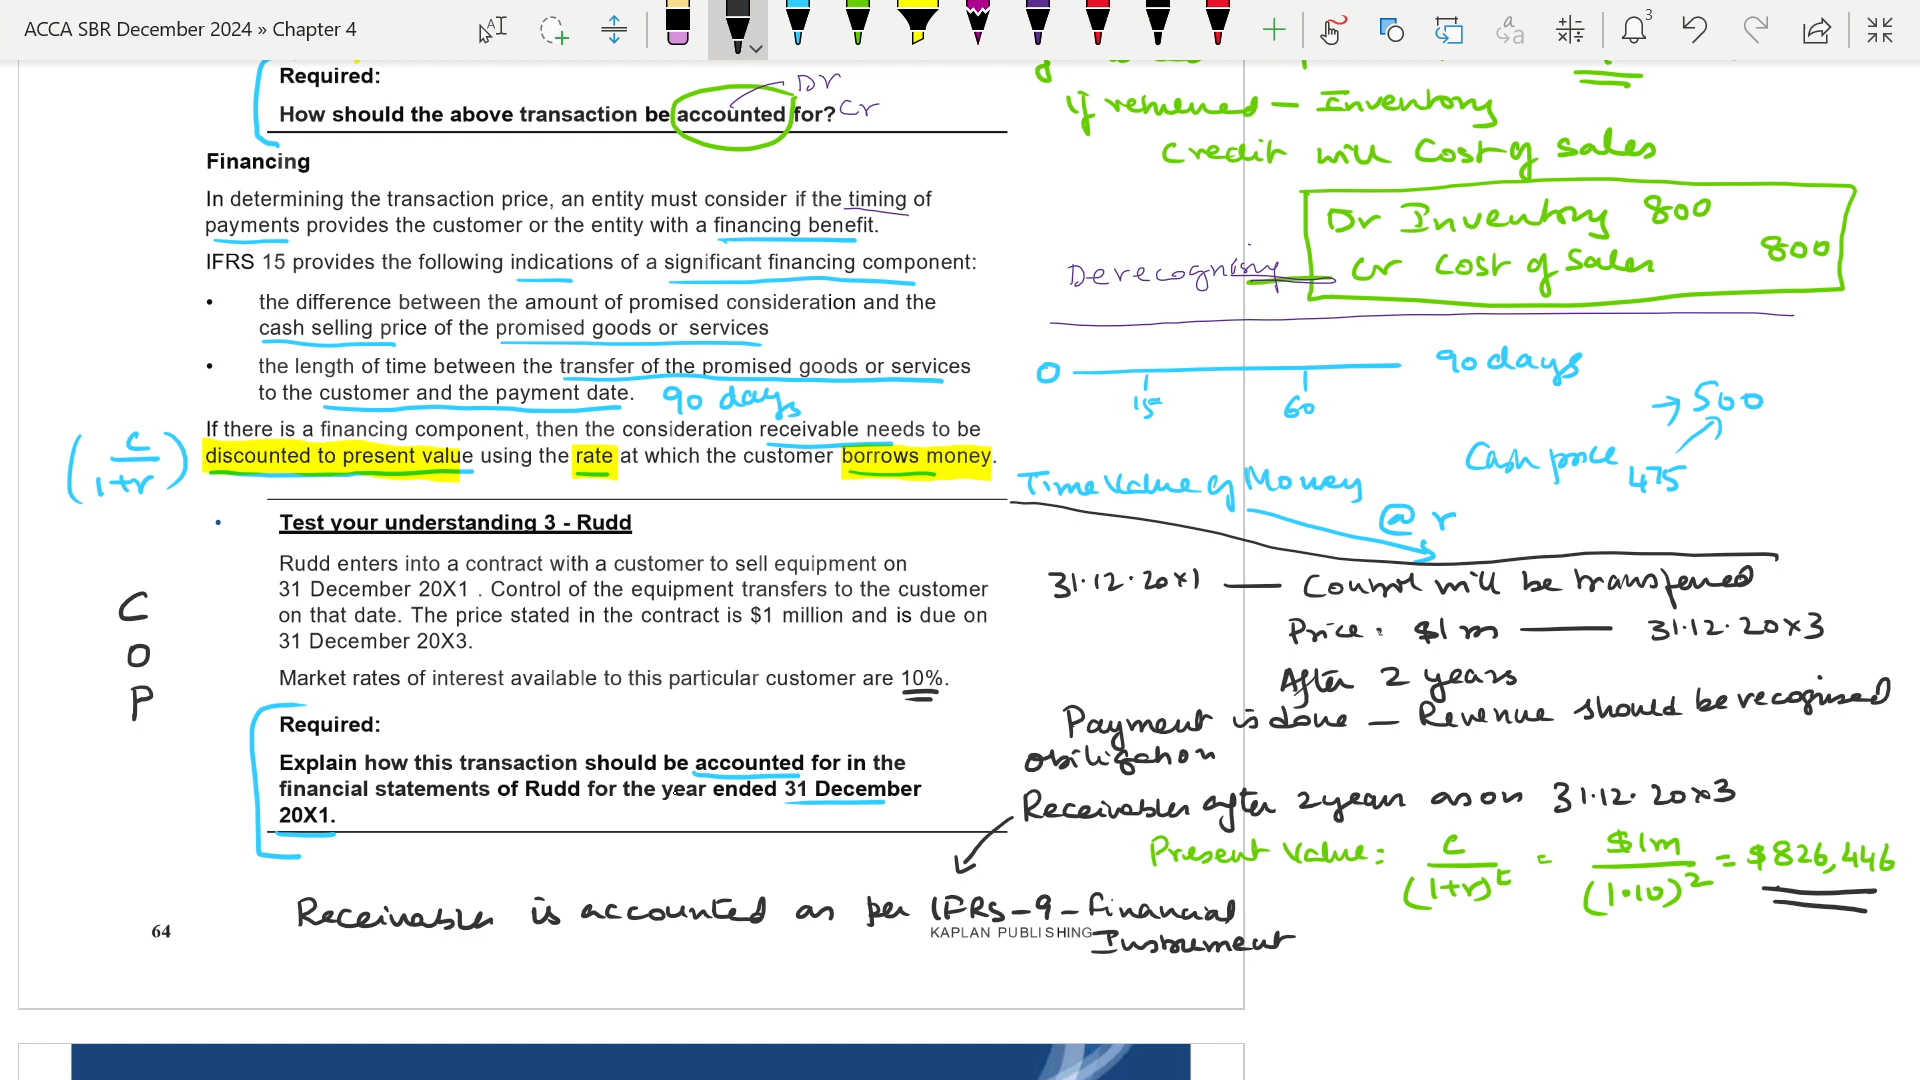 ACCA SBR December 2024 » Chapter 4
3
Required:
How should the above transaction be accounted for?
Dr
Cr
If returned — Inventory
Credit will Cost of Sales
Dr Inventory 800
Cr Cost of Sales 800
Derecognising
Financing
In determining the transaction price, an entity must consider if the timing of
payments provides the customer or the entity with a financing benefit.
IFRS 15 provides the following indications of a significant financing component:
• the difference between the amount of promised consideration and the
cash selling price of the promised goods or services
• the length of time between the transfer of the promised goods or services
to the customer and the payment date.
90 days
If there is a financing component, then the consideration receivable needs to be
discounted to present value using the rate at which the customer borrows money.
(C/1+r)
0 15 60 90 days
→ 500
Cash price 475
Time Value of Money
@ r
• Test your understanding 3 - Rudd
Rudd enters into a contract with a customer to sell equipment on
31 December 20X1 . Control of the equipment transfers to the customer
on that date. The price stated in the contract is $1 million and is due on
31 December 20X3.
Market rates of interest available to this particular customer are 10%.
Required:
Explain how this transaction should be accounted for in the
financial statements of Rudd for the year ended 31 December
20X1.
C
O
P
31.12.20x1 — Control will be transferred
Price: $1m — 31.12.20x3
After 2 years
Payment is done — Revenue should be recognised
obiligation
Receivables after 2 years as on 31.12.20x3
Present Value: C/(1+r)^t = $1m/(1.10)^2 = $826,446
Receivables is accounted as per IFRS-9-Financial
Instrument
64
KAPLAN PUBLISHING